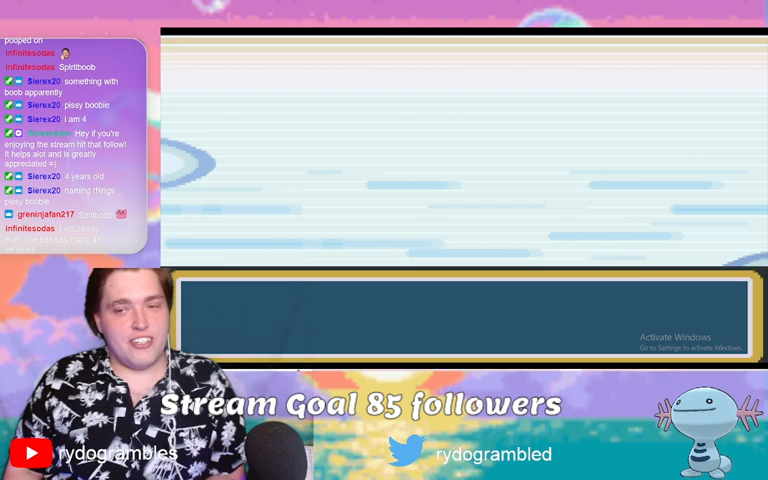 pooped on
infinitesodas
infinitesodas Spiritboob
Sierex20 something with
boob apparently
Sierex20 pissy boobie
Sierex20 I am 4
Hey if you're
enjoying the stream hit that follow!
It helps alot and is greatly
appreciated =)
Sierex20 4 years old
Sierex20 naming things
pissy boobie
greninjafan217 Spiritboob
infinitesodas I would say
everyone
Activate Windows
Go to Settings to activate Windows.
Stream Goal 85 followers
rydogrambles
rydogrambled